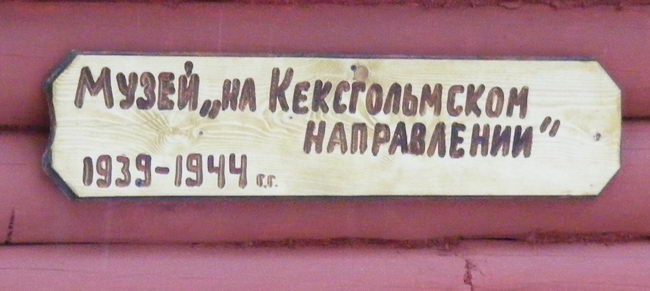 Музей „на Кексгольмском
направлении"
1939-1944 г.г.